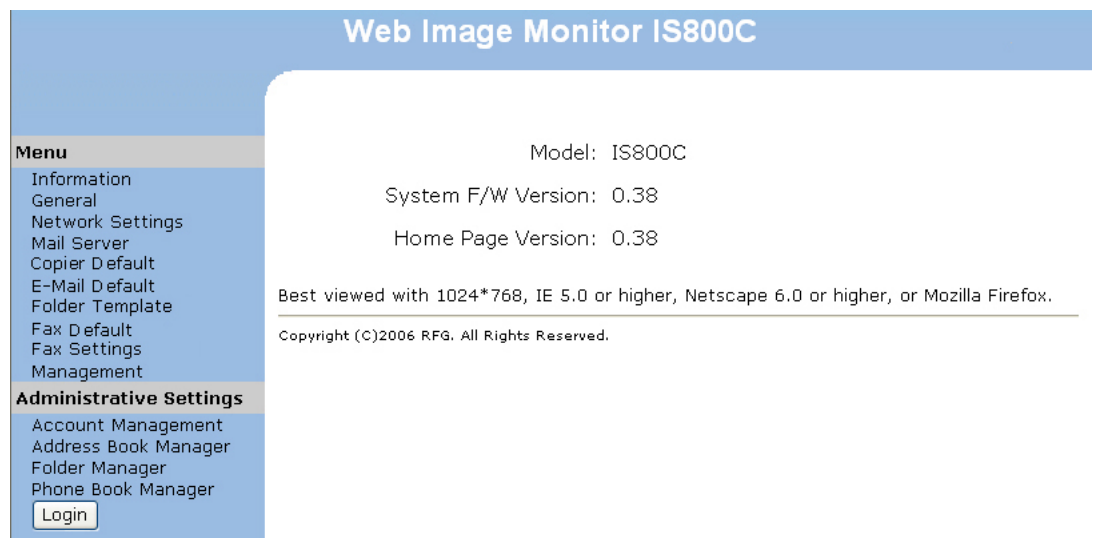 Web Image Monitor IS800C
Menu
Information
General
Network Settings
Mail Server
Copier Default
E-Mail Default
Folder Template
Fax Default
Fax Settings
Management
Administrative Settings
Account Management
Address Book Manager
Folder Manager
Phone Book Manager
Login
Model: IS800C
System F/W Version: 0.38
Home Page Version: 0.38
Best viewed with 1024*768, IE 5.0 or higher, Netscape 6.0 or higher, or Mozilla Firefox.
Copyright (C)2006 RFG. All Rights Reserved.